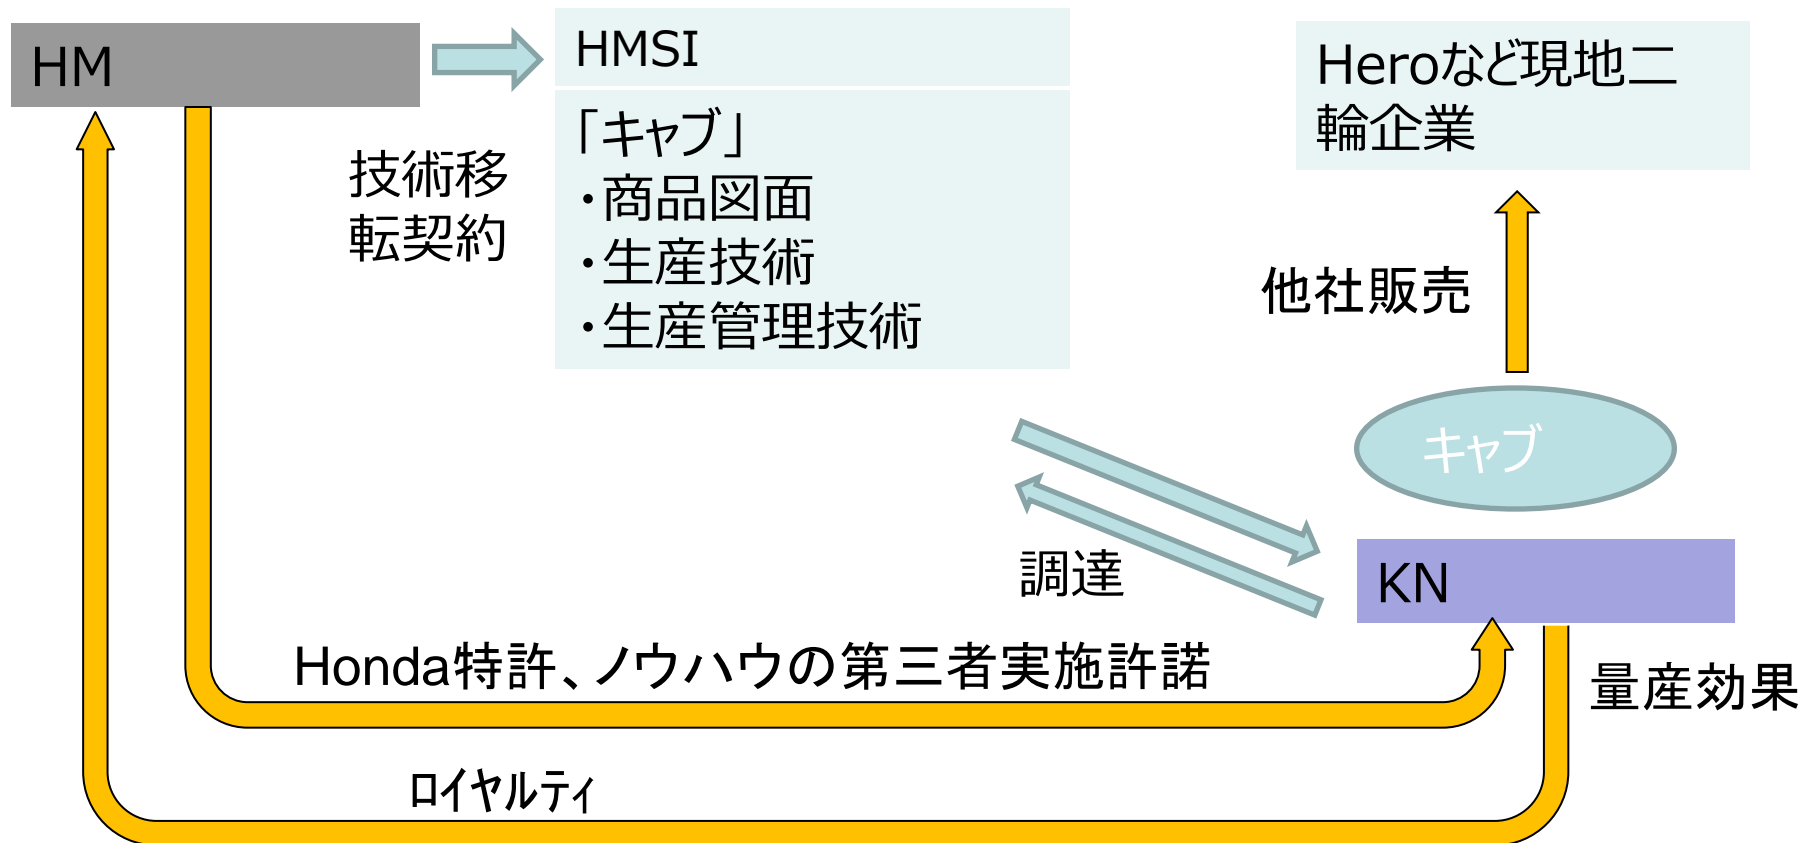 HM
HMSI
Heroなど現地二
輪企業
「キャブ」
・商品図面
・生産技術
・生産管理技術
技術移
転契約
他社販売
キャブ
調達
KN
Honda特許、ノウハウの第三者実施許諾
量産効果
ロイヤルティ